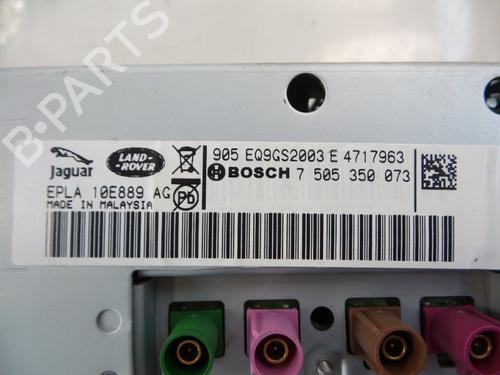 B-PARTS
905 EQ9GS2003 E 4717963
Jaguar
LAND-ROVER
BOSCH 7 505 350 073
EPLA 10E889 AG
Pb
MADE IN MALAYSIA